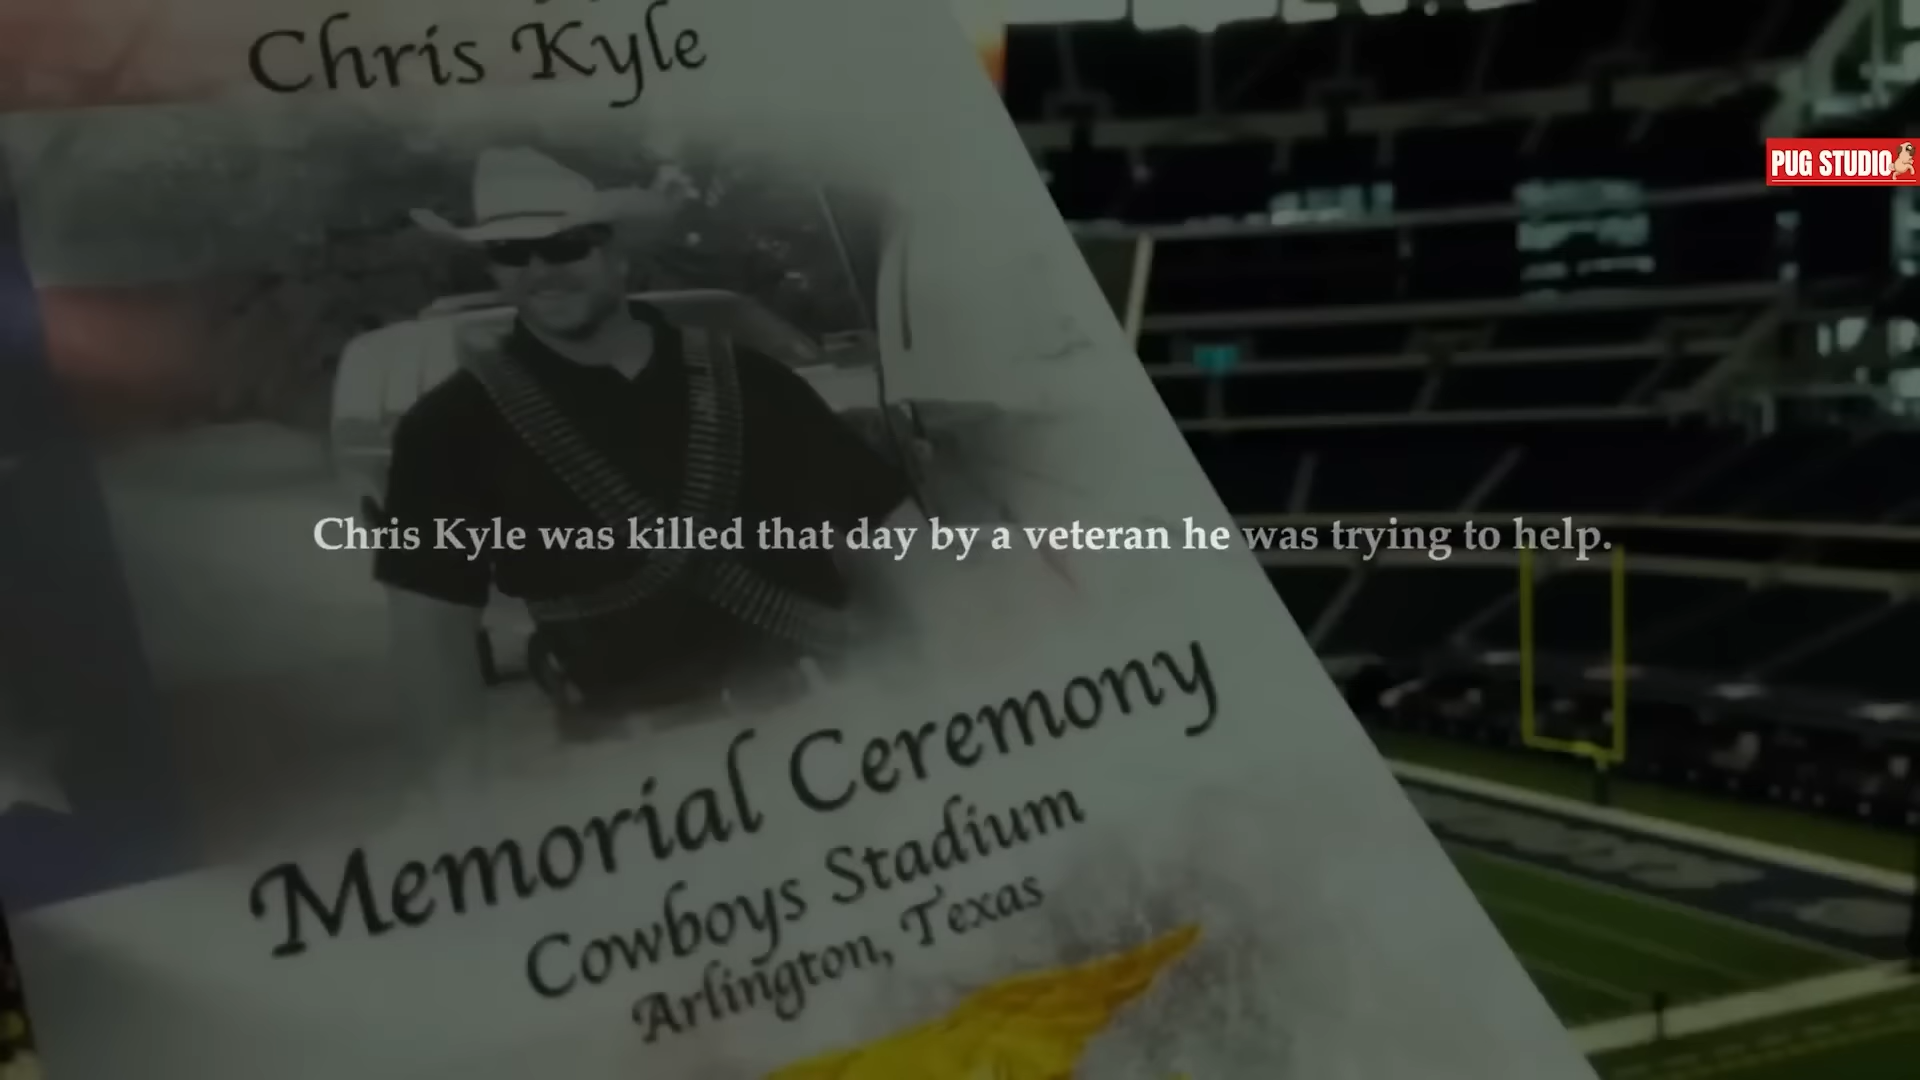 Chris Kyle
PUG STUDIO
Chris Kyle was killed that day by a veteran he was trying to help.
Memorial Ceremony
Cowboys Stadium
Arlington, Texas